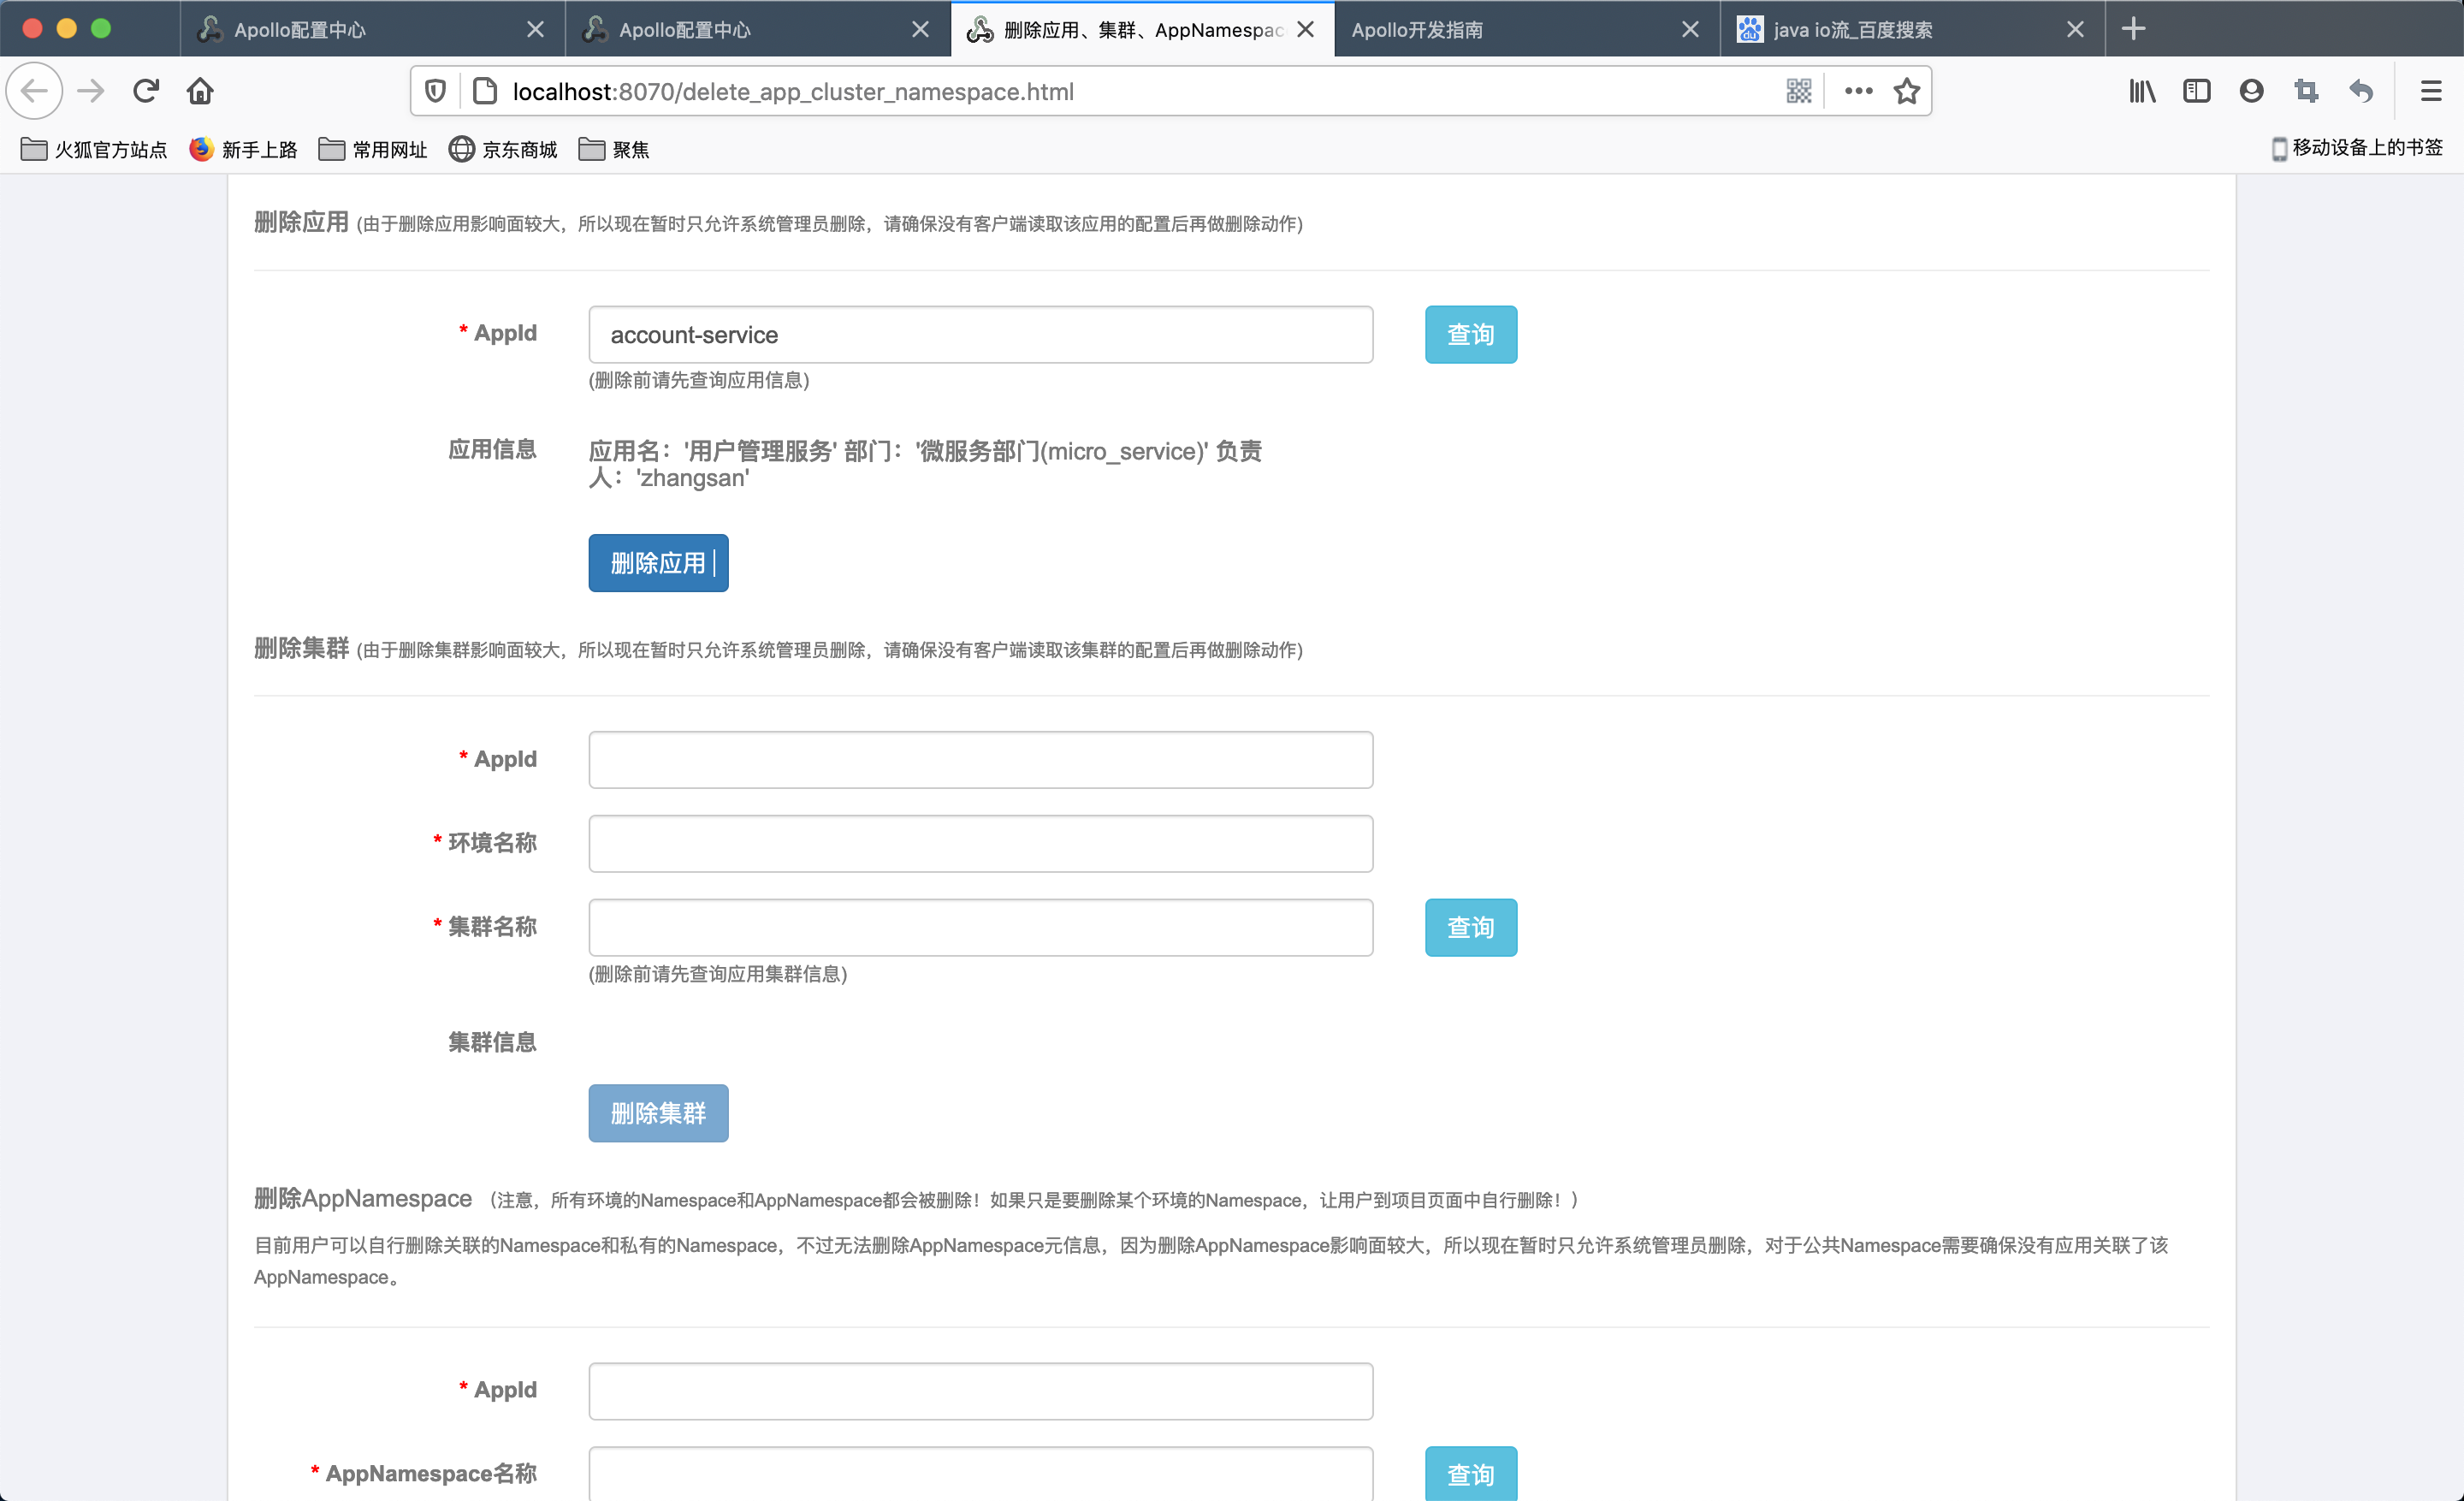 Apollo配置中心
Apollo配置中心
删除应用、集群、AppNamespac
Apollo开发指南
java io流_百度搜索
localhost:8070/delete_app_cluster_namespace.html
火狐官方站点
新手上路
常用网址
京东商城
聚焦
移动设备上的书签
删除应用 (由于删除应用影响面较大，所以现在暂时只允许系统管理员删除，请确保没有客户端读取该应用的配置后再做删除动作)
* AppId
account-service
查询
(删除前请先查询应用信息)
应用信息
应用名：'用户管理服务' 部门：'微服务部门(micro_service)' 负责
人：'zhangsan'
删除应用
删除集群 (由于删除集群影响面较大，所以现在暂时只允许系统管理员删除，请确保没有客户端读取该集群的配置后再做删除动作)
* AppId
* 环境名称
* 集群名称
查询
(删除前请先查询应用集群信息)
集群信息
删除集群
删除AppNamespace （注意，所有环境的Namespace和AppNamespace都会被删除！如果只是要删除某个环境的Namespace，让用户到项目页面中自行删除！）
目前用户可以自行删除关联的Namespace和私有的Namespace，不过无法删除AppNamespace元信息，因为删除AppNamespace影响面较大，所以现在暂时只允许系统管理员删除，对于公共Namespace需要确保没有应用关联了该
AppNamespace。
* AppId
* AppNamespace名称
查询